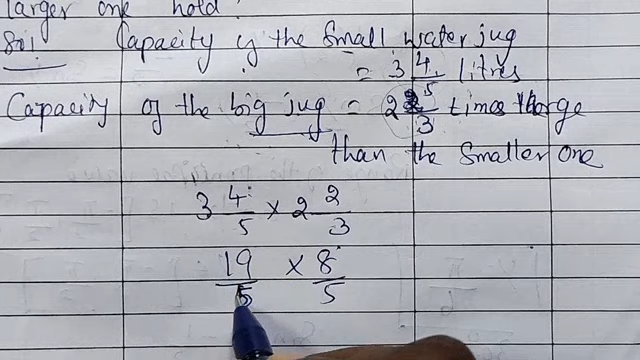 larger one hold
Sol Capacity of the Small water jug
= 3 4/5 litres
Capacity of the big jug = 2 2/3 times large
than the Smaller one
3 4/5 × 2 2/3
19/5 × 8/5